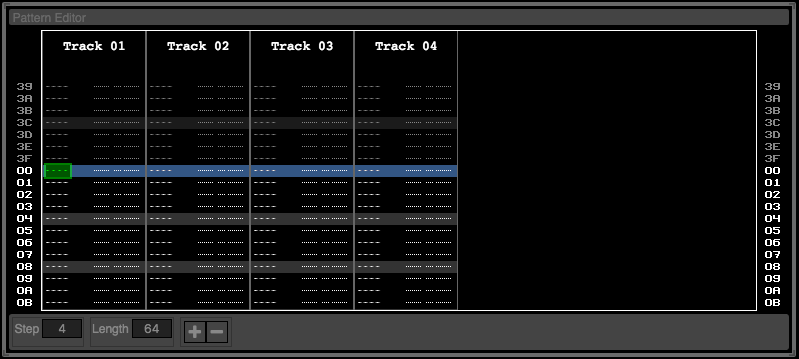 Pattern Editor
Track 01 Track 02 Track 03 Track 04
39 39
3A 3A
3B 3B
3C 3C
3D 3D
3E 3E
3F 3F
00 00
01 01
02 02
03 03
04 04
05 05
06 06
07 07
08 08
09 09
0A 0A
0B 0B
Step 4 Length 64 + −